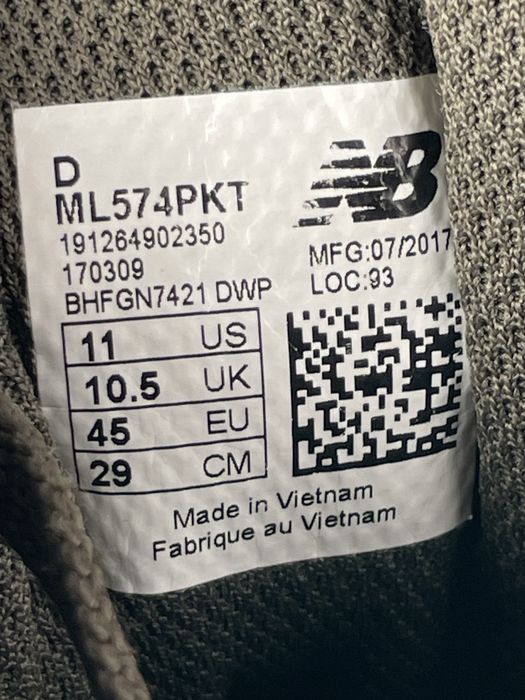 D
ML574PKT
191264902350
170309
BHFGN7421 DWP
NB
MFG:07/2017
LOC:93
11 US
10.5 UK
45 EU
29 CM
Made in Vietnam
Fabrique au Vietnam